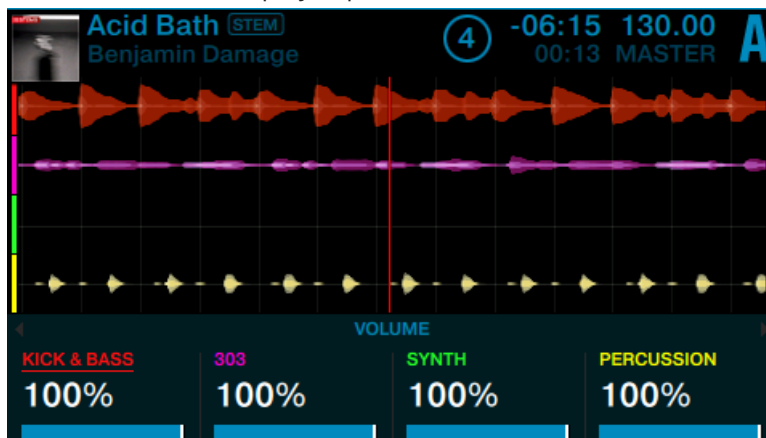 Acid Bath STEM
Benjamin Damage
4
-06:15 130.00
00:13 MASTER
A
VOLUME
KICK & BASS 303 SYNTH PERCUSSION
100% 100% 100% 100%